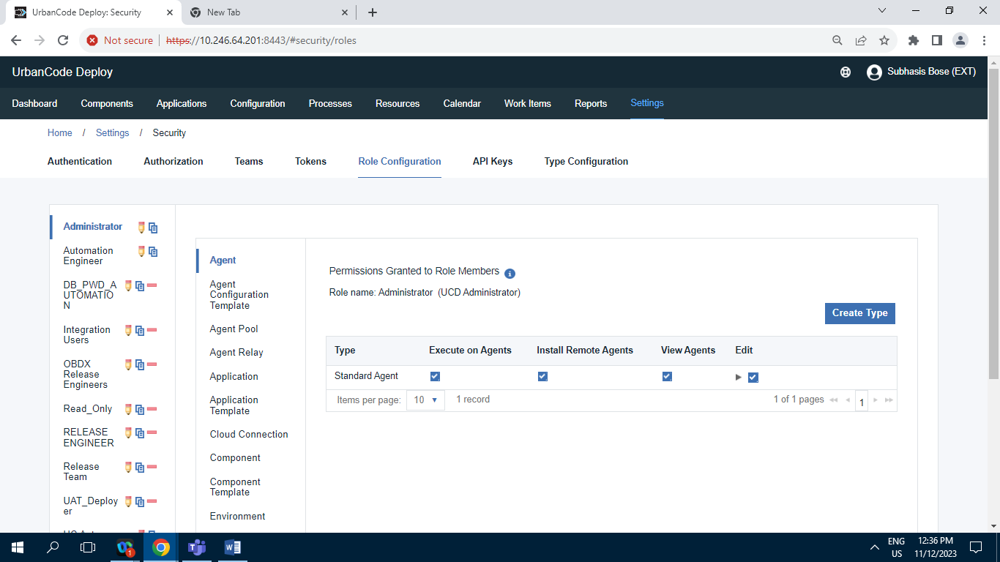 UrbanCode Deploy: Security
New Tab
Not secure
https://10.246.64.201:8443/#security/roles
UrbanCode Deploy
Subhasis Bose (EXT)
Dashboard Components Applications Configuration Processes Resources Calendar Work Items Reports Settings
Home / Settings / Security
Authentication Authorization Teams Tokens Role Configuration API Keys Type Configuration
Administrator
Automation
Engineer
DB_PWD_A
UTOMATIO
N
Integration
Users
OBDX
Release
Engineers
Read_Only
RELEASE
ENGINEER
Release
Team
UAT_Deploy
er
Agent
Agent
Configuration
Template
Agent Pool
Agent Relay
Application
Application
Template
Cloud Connection
Component
Component
Template
Environment
Permissions Granted to Role Members
Role name: Administrator (UCD Administrator)
Create Type
Type Execute on Agents Install Remote Agents View Agents Edit
Standard Agent
Items per page: 10 1 record 1 of 1 pages 1
1
ENG
US
12:36 PM
11/12/2023